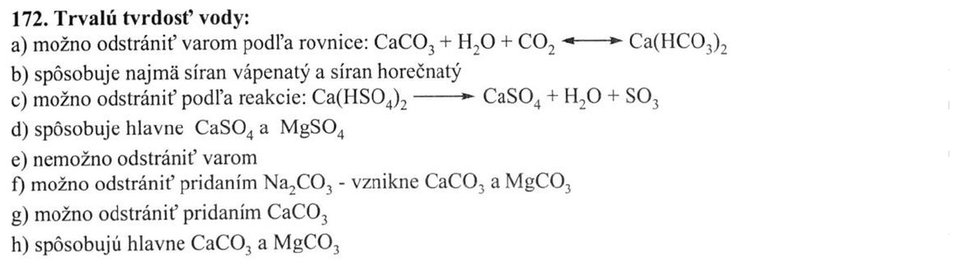 172. Trvalú tvrdosť vody:
a) možno odstrániť varom podľa rovnice: CaCO₃ + H₂O + CO₂ ⟷ Ca(HCO₃)₂
b) spôsobuje najmä síran vápenatý a síran horečnatý
c) možno odstrániť podľa reakcie: Ca(HSO₄)₂ ⟶ CaSO₄ + H₂O + SO₃
d) spôsobuje hlavne CaSO₄ a MgSO₄
e) nemožno odstrániť varom
f) možno odstrániť pridaním Na₂CO₃ - vznikne CaCO₃ a MgCO₃
g) možno odstrániť pridaním CaCO₃
h) spôsobujú hlavne CaCO₃ a MgCO₃